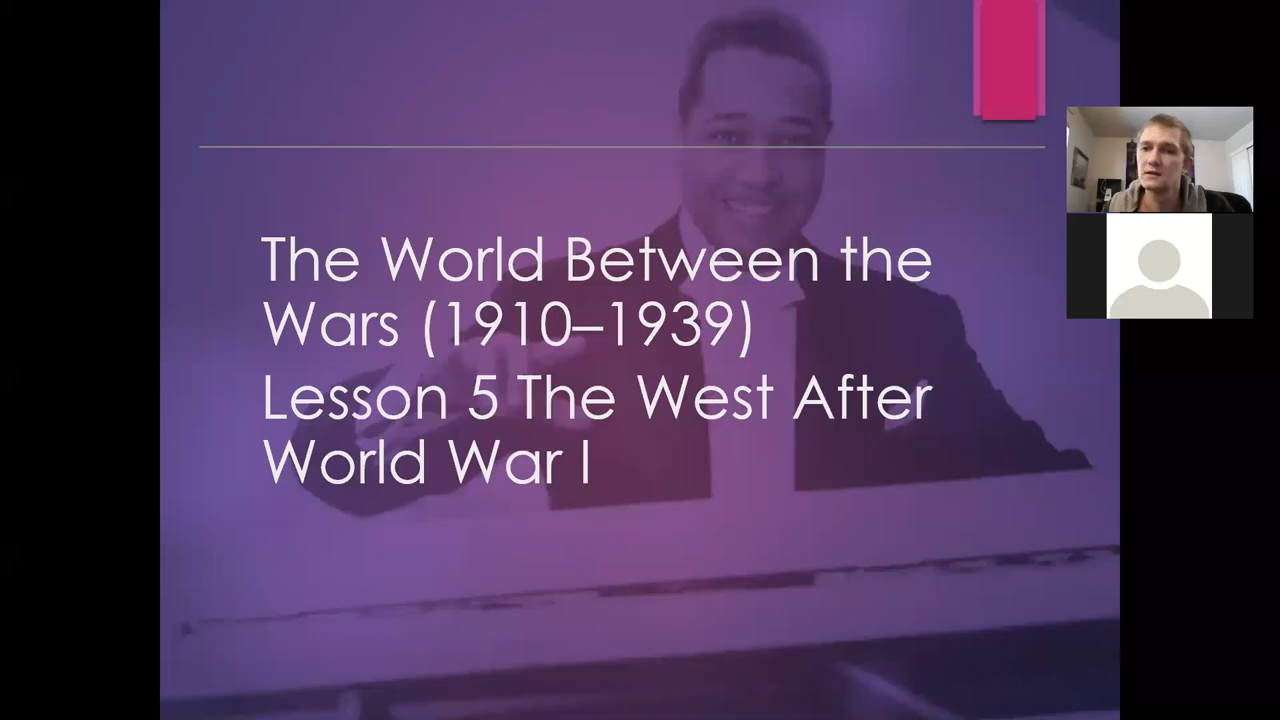 The World Between the
Wars (1910–1939)
Lesson 5 The West After
World War I